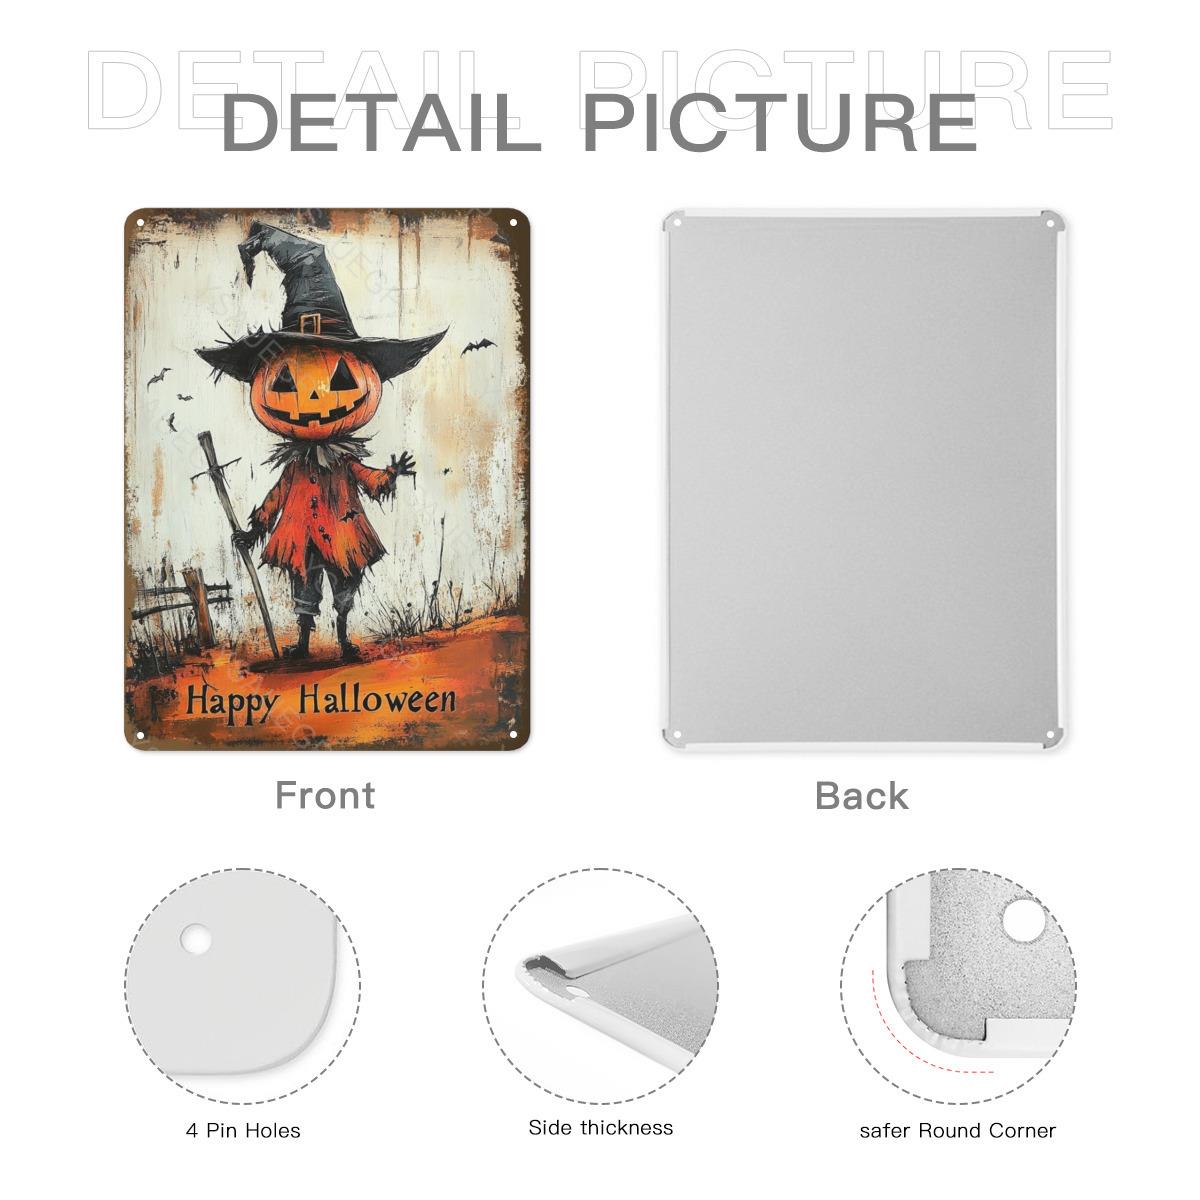 DETAIL PICTURE
DETAIL PICTURE
Happy Halloween
Front
Back
4 Pin Holes
Side thickness
safer Round Corner